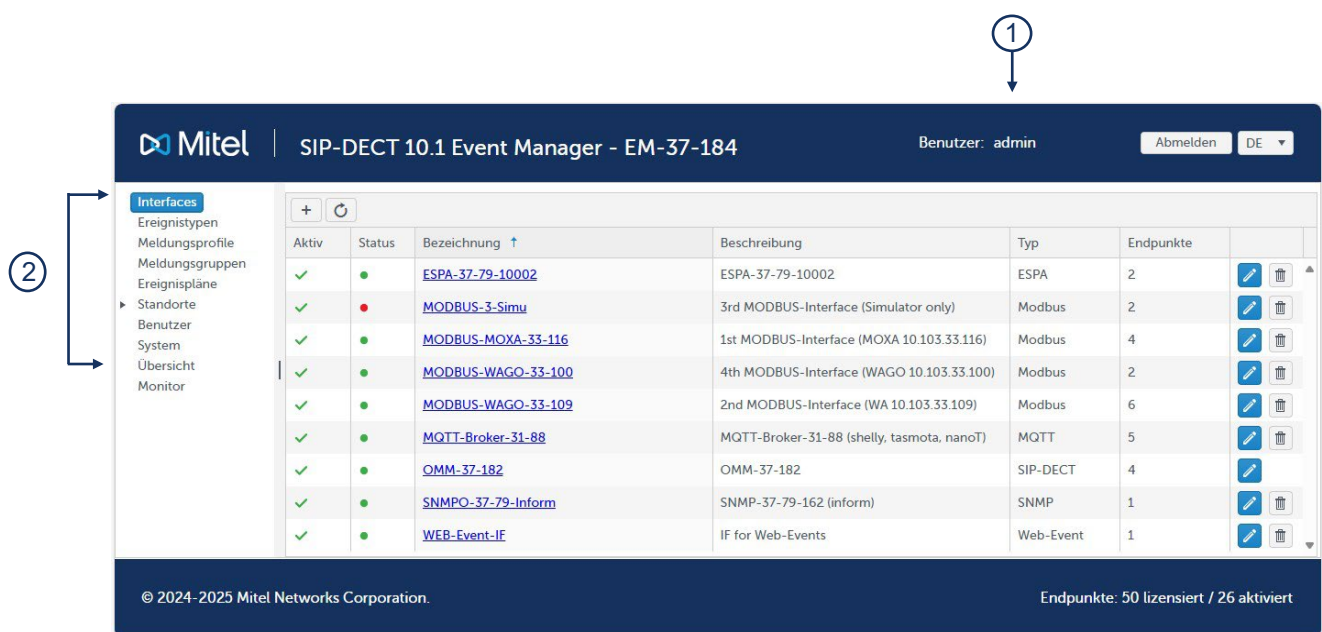 1
Mitel
SIP-DECT 10.1 Event Manager - EM-37-184
Benutzer: admin
Abmelden
DE
2
Interfaces
Ereignistypen
Meldungsprofile
Meldungsgruppen
Ereignispläne
Standorte
Benutzer
System
Übersicht
Monitor
Aktiv Status Bezeichnung ↑ Beschreibung Typ Endpunkte
ESPA-37-79-10002 ESPA-37-79-10002 ESPA 2
MODBUS-3-Simu 3rd MODBUS-Interface (Simulator only) Modbus 2
MODBUS-MOXA-33-116 1st MODBUS-Interface (MOXA 10.103.33.116) Modbus 4
MODBUS-WAGO-33-100 4th MODBUS-Interface (WAGO 10.103.33.100) Modbus 2
MODBUS-WAGO-33-109 2nd MODBUS-Interface (WA 10.103.33.109) Modbus 6
MQTT-Broker-31-88 MQTT-Broker-31-88 (shelly, tasmota, nanoT) MQTT 5
OMM-37-182 OMM-37-182 SIP-DECT 4
SNMPO-37-79-Inform SNMP-37-79-162 (inform) SNMP 1
WEB-Event-IF IF for Web-Events Web-Event 1
© 2024-2025 Mitel Networks Corporation.
Endpunkte: 50 lizensiert / 26 aktiviert